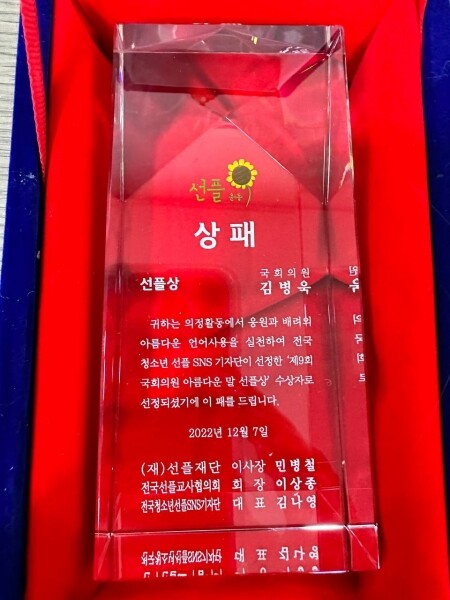 선플
상패
국회의원
선플상 김병욱
귀하는 의정활동에서 응원과 배려의
아름다운 언어사용을 실천하여 전국
청소년 선플 SNS 기자단이 선정한 '제9회
국회의원 아름다운 말 선플상' 수상자로
선정되셨기에 이 패를 드립니다.
2022년 12월 7일
(재)선플재단 이사장 민병철
전국선플교사협의회 회장 이상종
전국청소년선플SNS기자단 대표 김나영